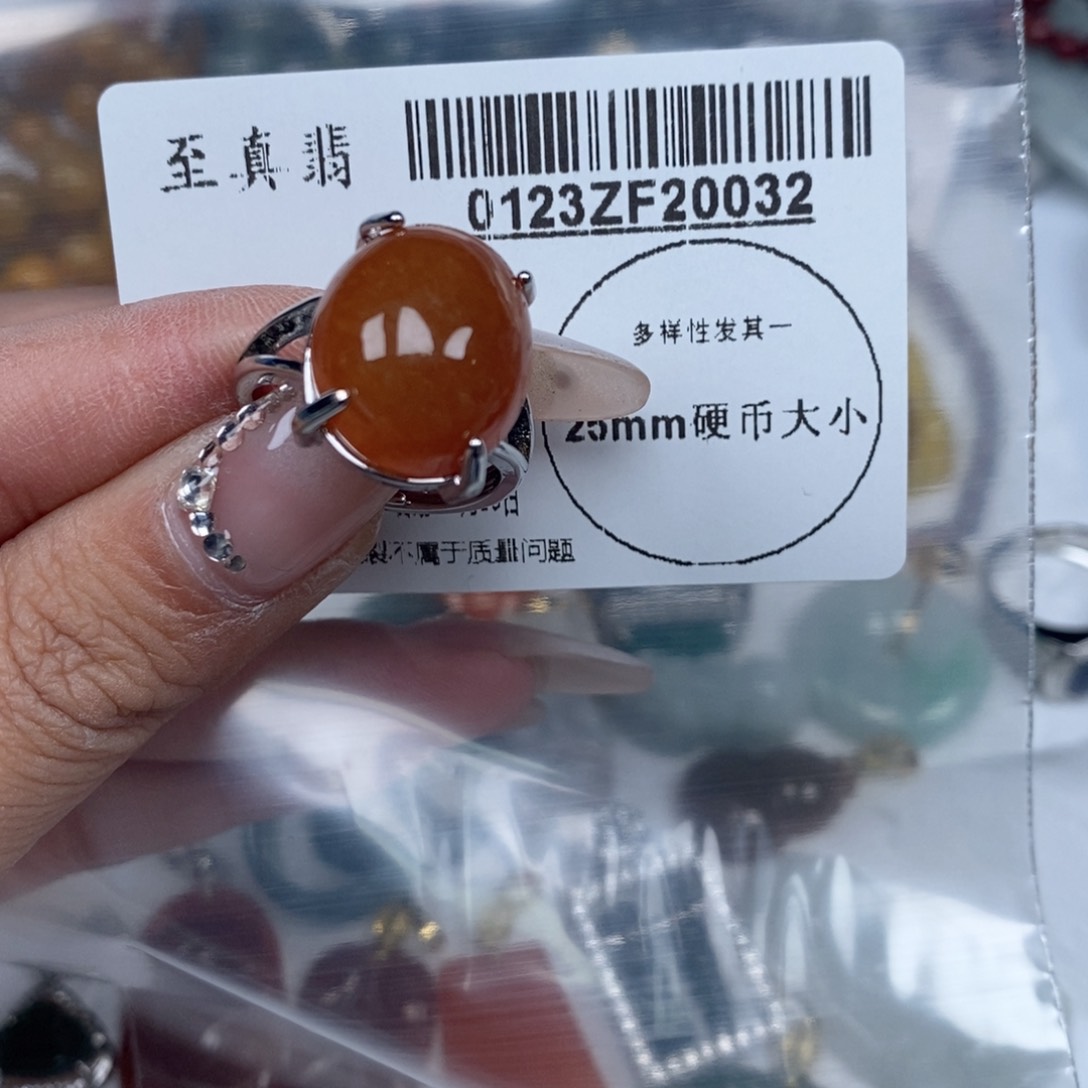 至真翡
0123ZF20032
多样性发其一
25mm硬币大小
日
裂不属于质量问题